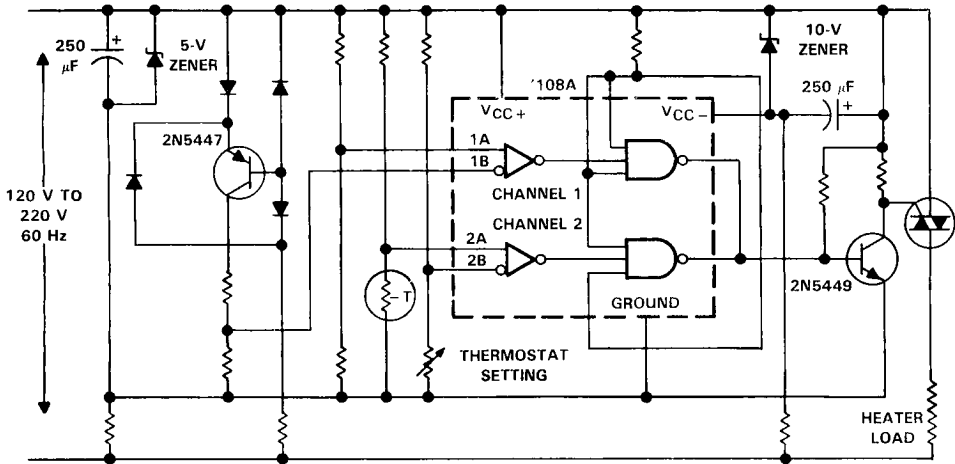 250
μF
+
5-V
ZENER
2N5447
120 V TO
220 V
60 Hz
'108A
VCC+
VCC-
1A
1B
CHANNEL 1
CHANNEL 2
2A
2B
-T
GROUND
THERMOSTAT
SETTING
10-V
ZENER
250 μF
+
2N5449
HEATER
LOAD